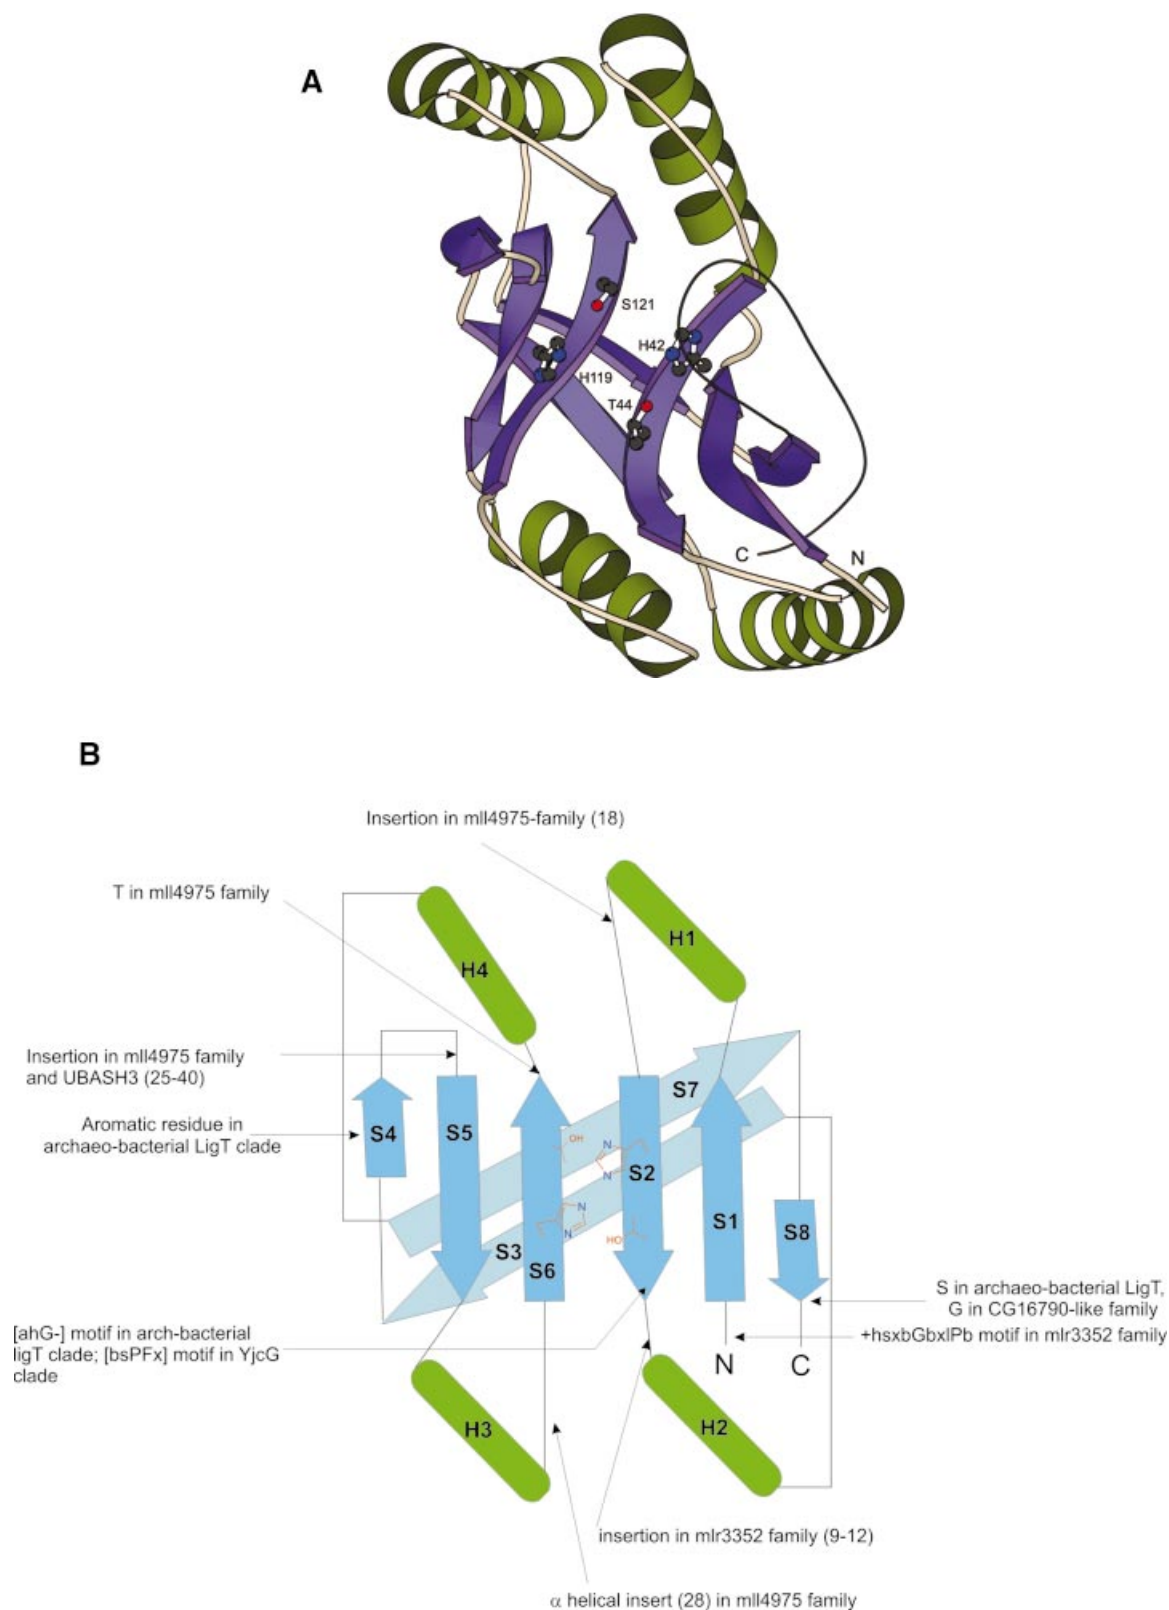 A
S121
H42
H119
T44
C
N
B
Insertion in mll4975-family (18)
T in mll4975 family
H1
H4
S7
Insertion in mll4975 family
and UBASH3 (25-40)
Aromatic residue in
archaeo-bacterial LigT clade
S4
S5
OH
N
N
S2
N
N
HO
S1
S8
S3
S6
S in archaeo-bacterial LigT,
G in CG16790-like family
+hsxbGbxlPb motif in mlr3352 family
[ahG-] motif in arch-bacterial
ligT clade; [bsPFx] motif in YjcG
clade
N
C
H3
H2
insertion in mlr3352 family (9-12)
α helical insert (28) in mll4975 family